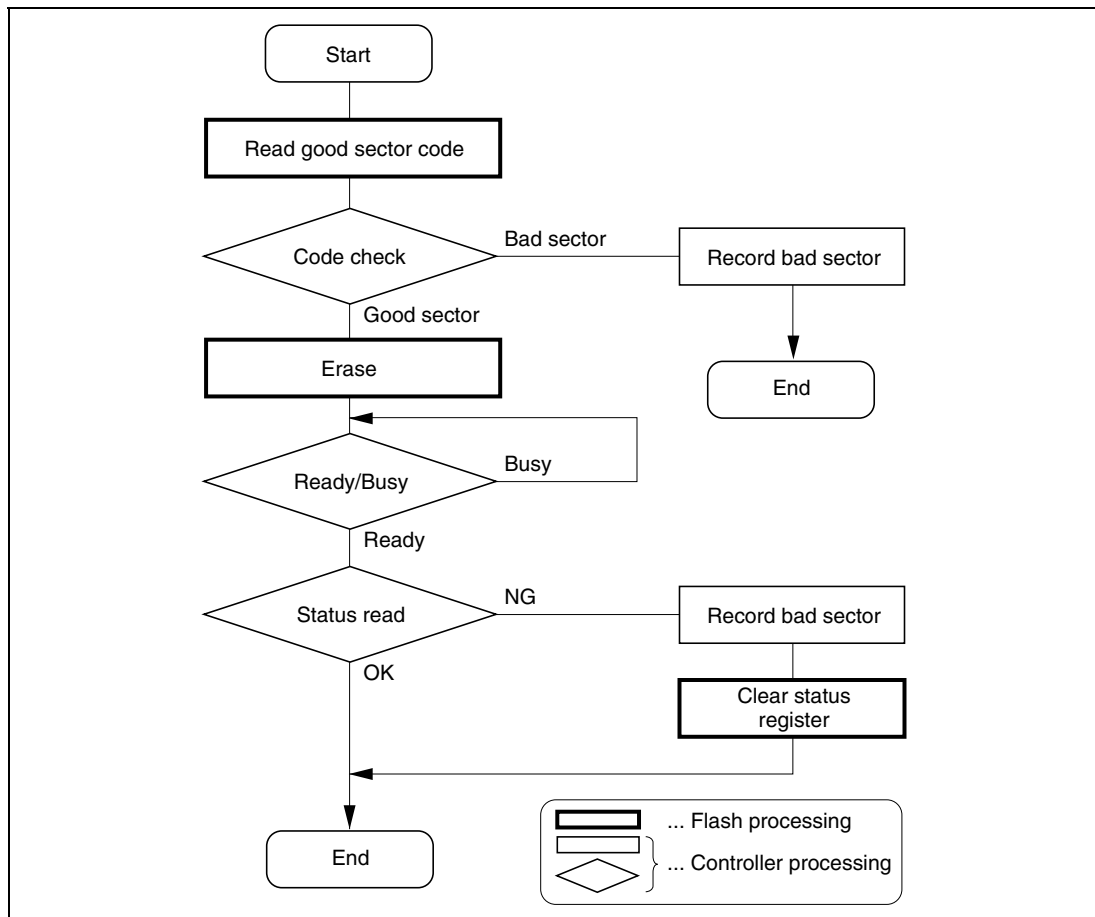 Start
Read good sector code
Code check
Bad sector
Record bad sector
Good sector
End
Erase
Ready/Busy
Busy
Ready
Status read
NG
Record bad sector
OK
Clear status
register
End
... Flash processing
... Controller processing